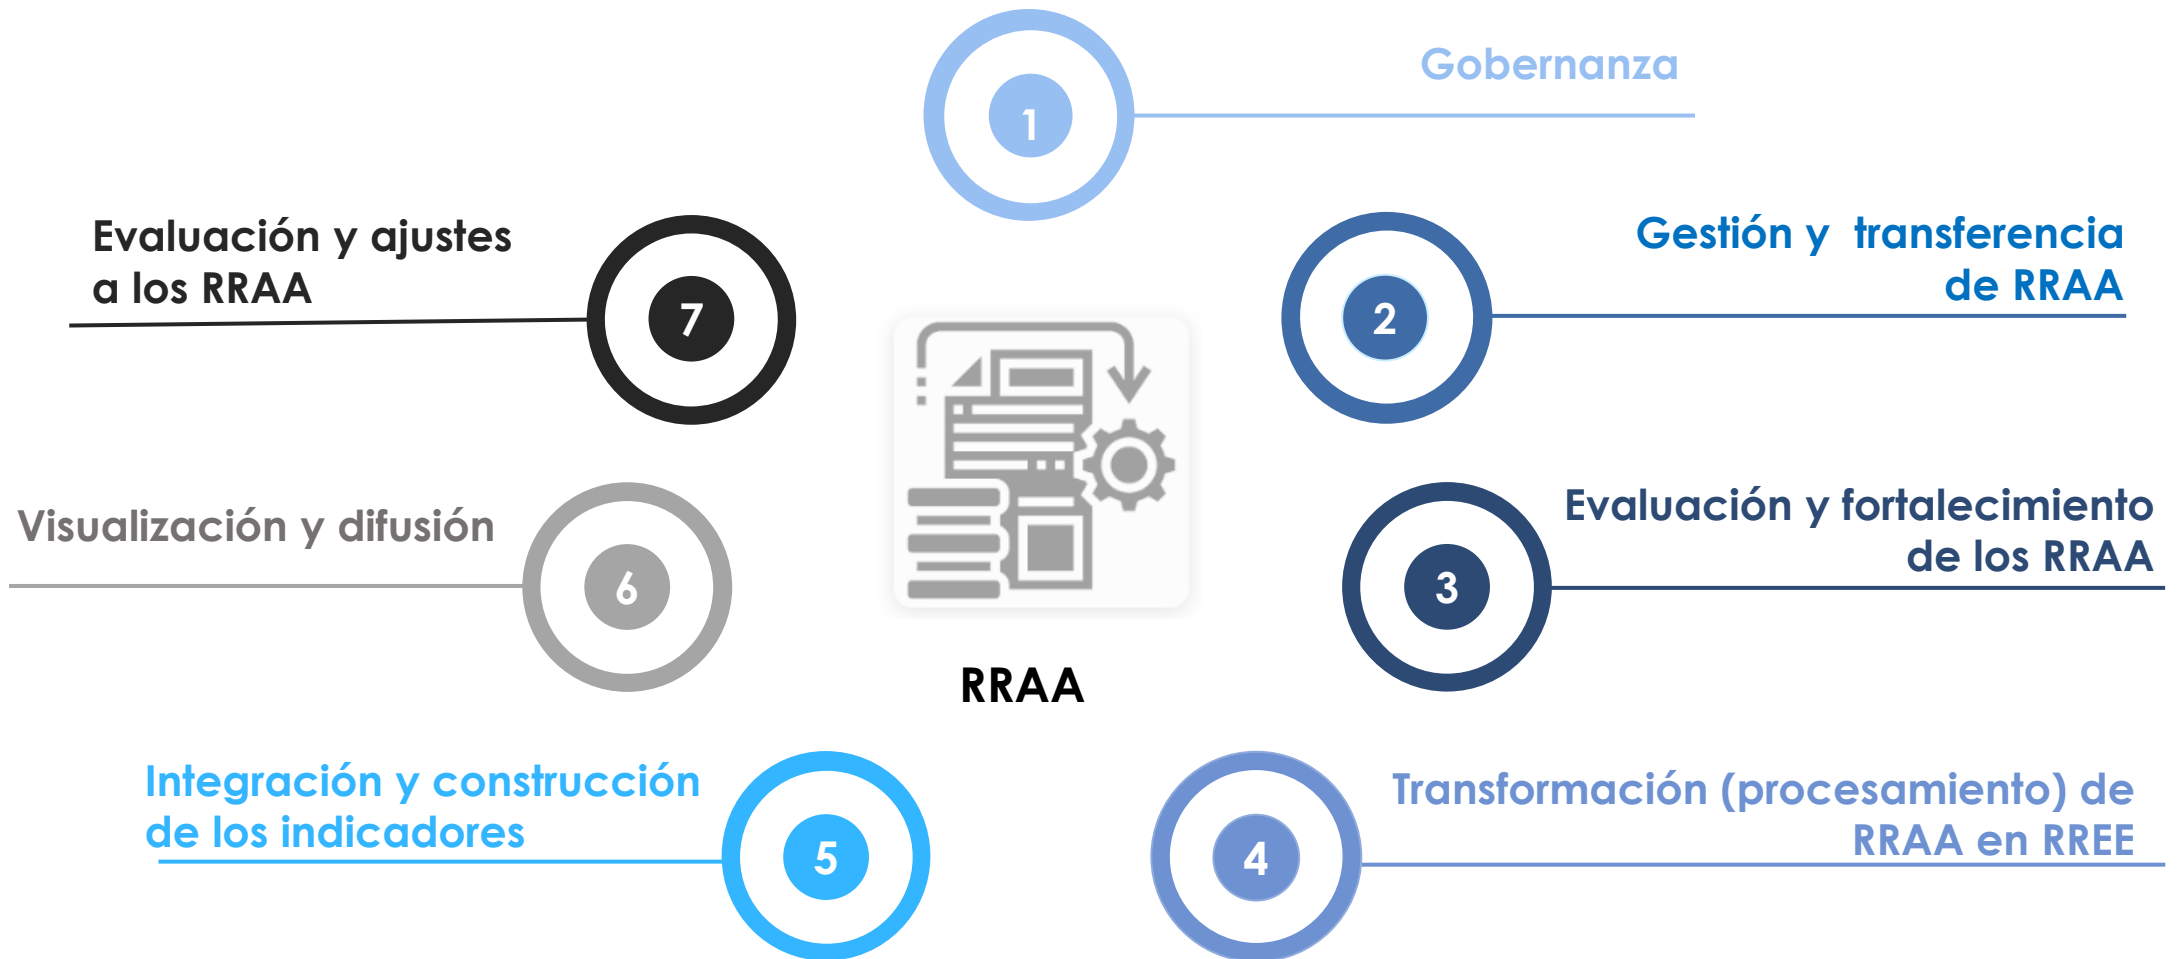 1
Gobernanza
2
Gestión y  transferencia
de RRAA
3
Evaluación y fortalecimiento
de los RRAA
4
Transformación (procesamiento) de
RRAA en RREE
5
Integración y construcción
de los indicadores
6
Visualización y difusión
7
Evaluación y ajustes
a los RRAA
RRAA